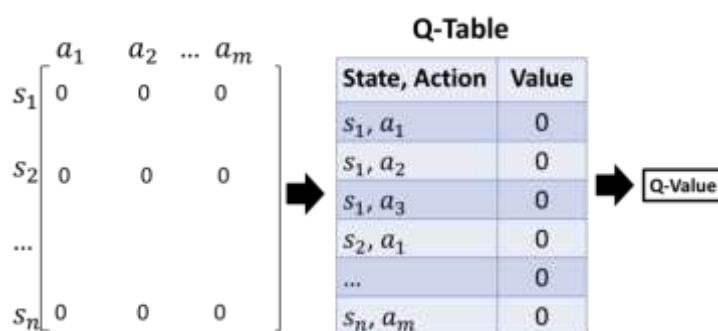 a₁ a₂ ... aₘ
s₁ 0 0 0
s₂ 0 0 0
...
sₙ 0 0 0
Q-Table
State, Action Value
s₁, a₁ 0
s₁, a₂ 0
s₁, a₃ 0
s₂, a₁ 0
... 0
sₙ, aₘ 0
Q-Value